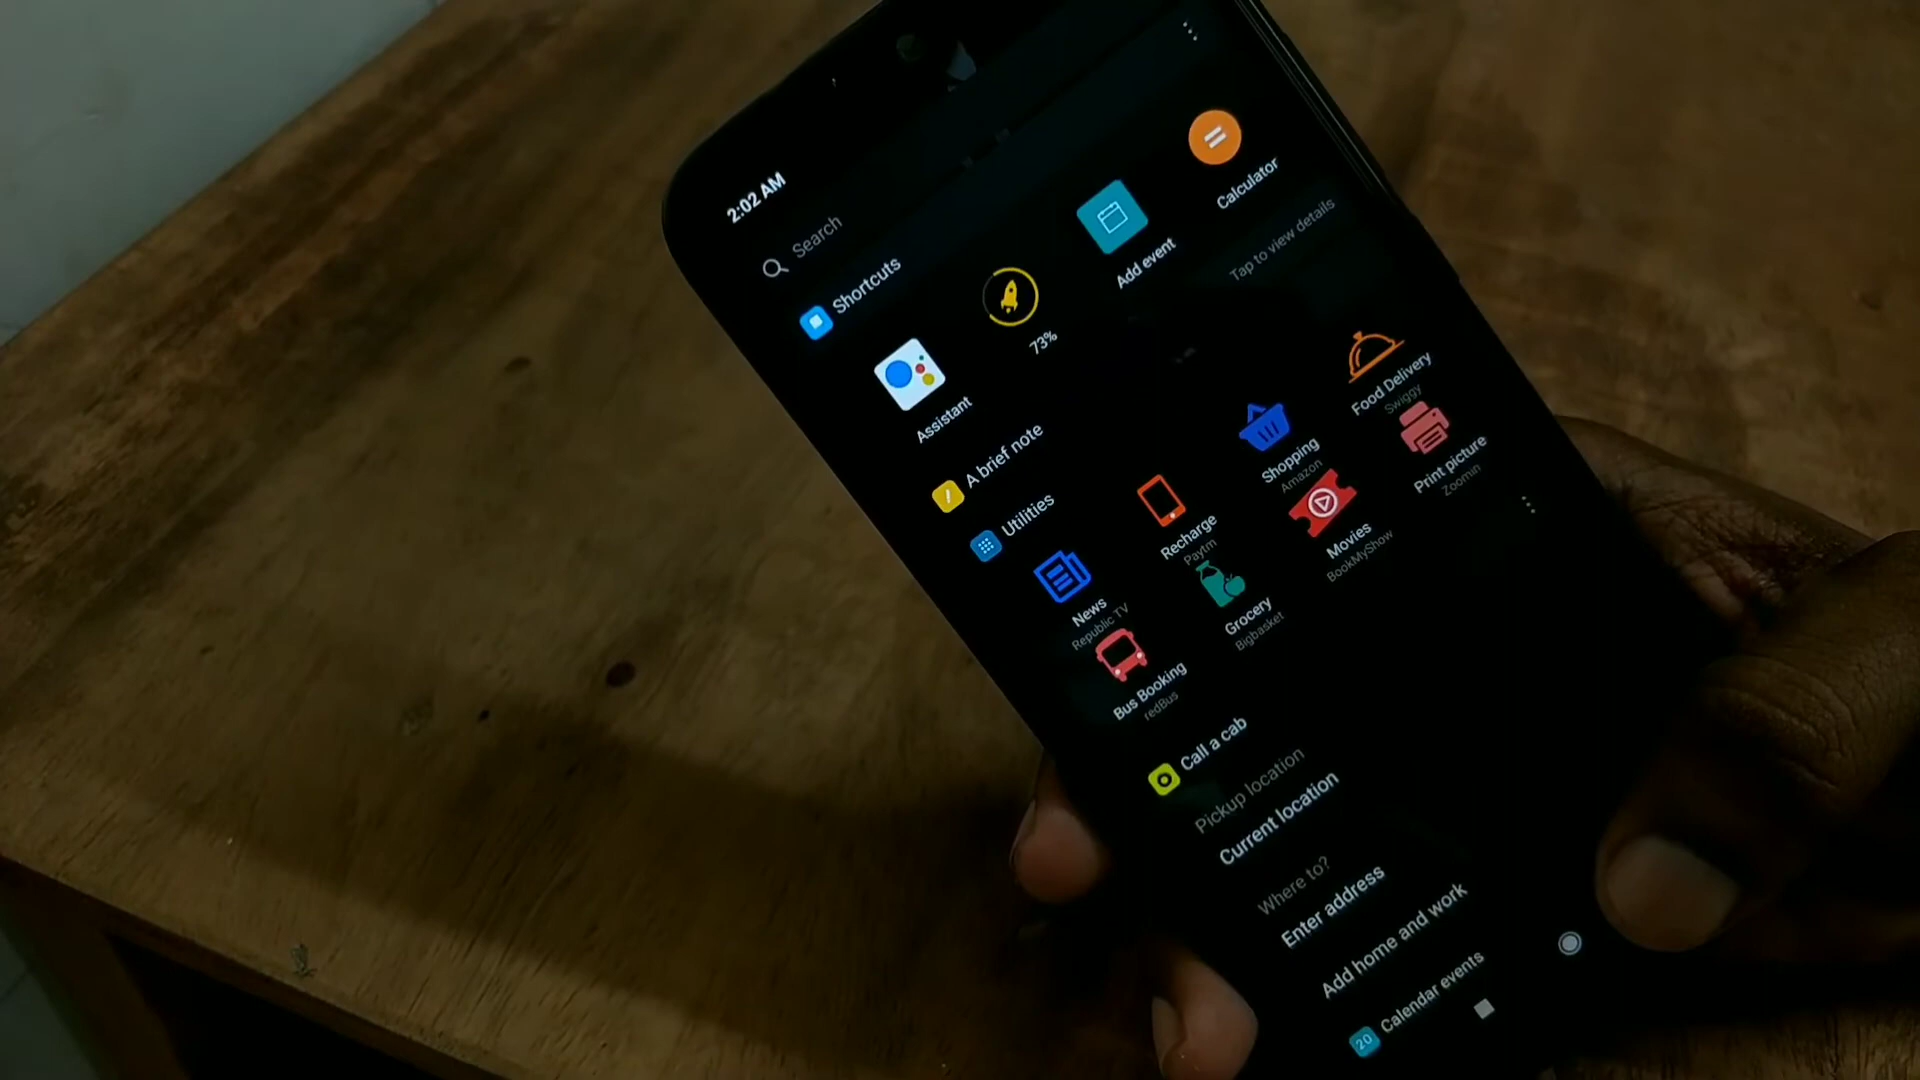 2:02 AM
Search
Shortcuts
Assistant
73%
Add event
Calculator
A brief note
Tap to view details
Utilities
News
Republic TV
Recharge
Paytm
Shopping
Amazon
Food Delivery
Swiggy
Bus Booking
redBus
Grocery
Bigbasket
Movies
BookMyShow
Print picture
Zoomin
Call a cab
Pickup location
Current location
Where to?
Enter address
Add home and work
20
Calendar events